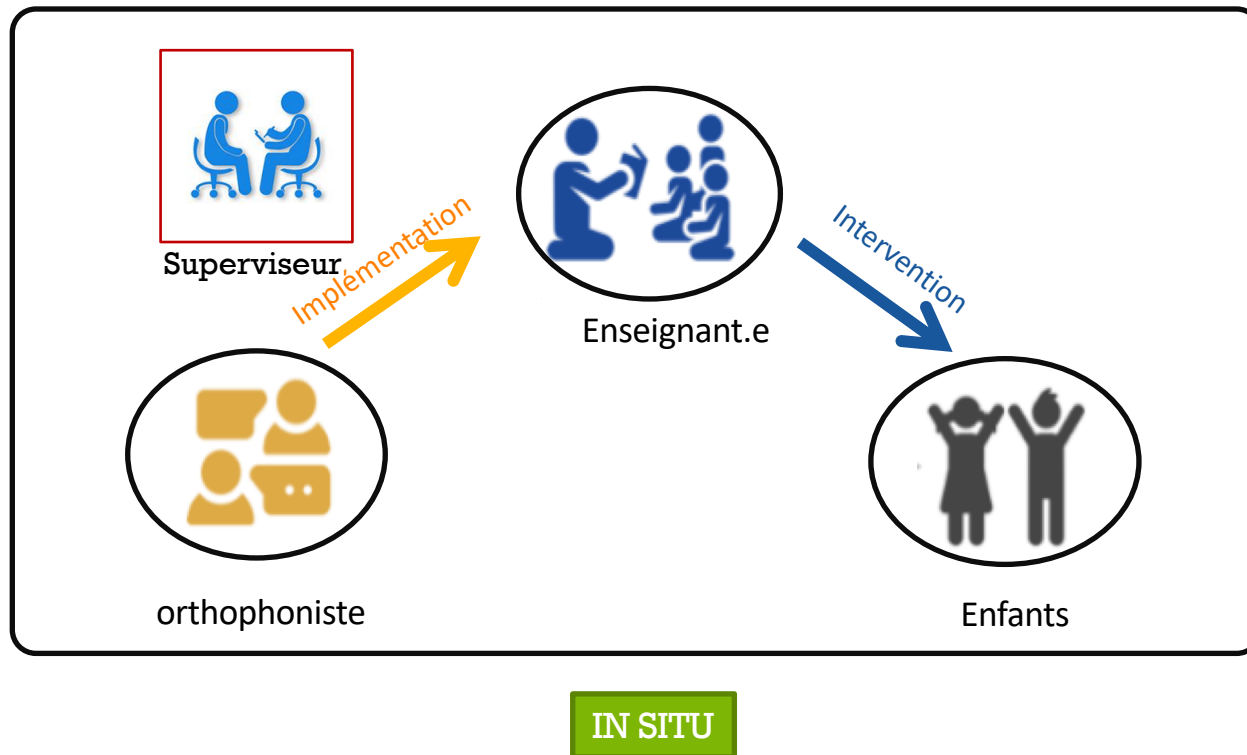 Superviseur
Implémentation
Enseignant.e
Intervention
orthophoniste
Enfants
IN SITU